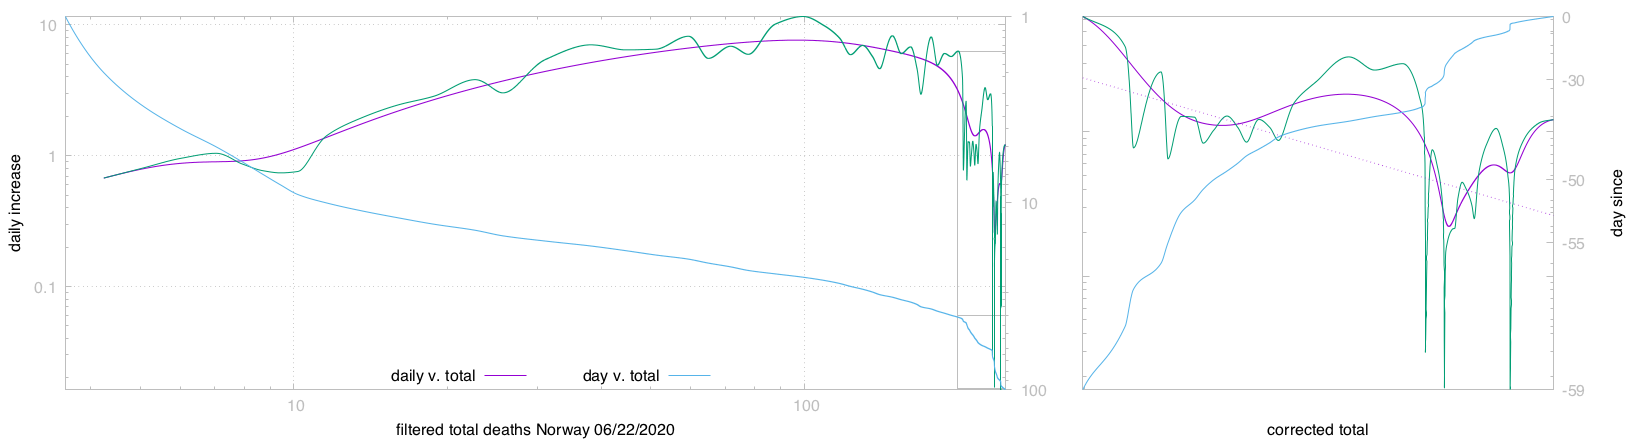 10
1
0.1
daily increase
daily v. total
day v. total
10
100
filtered total deaths Norway 06/22/2020
1
10
100
0
-30
-50
-55
-59
day since
corrected total